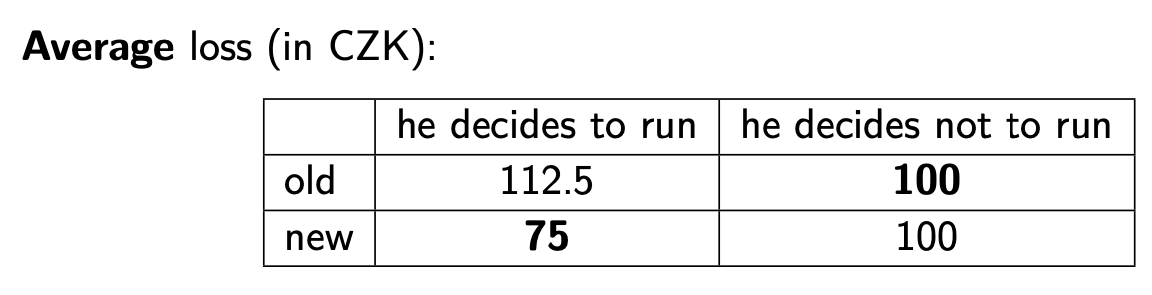 Average loss (in CZK):
he decides to run he decides not to run
old 112.5 100
new 75 100